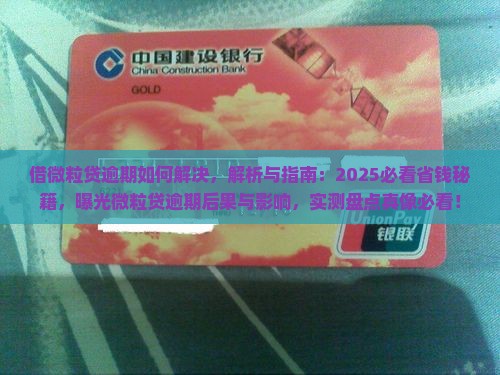 中国建设银行
China Construction Bank
GOLD
借微粒贷逾期如何解决，解析与指南：2025必看省钱秘
籍，曝光微粒贷逾期后果与影响，实测盘点真像必看！
UnionPay
银联